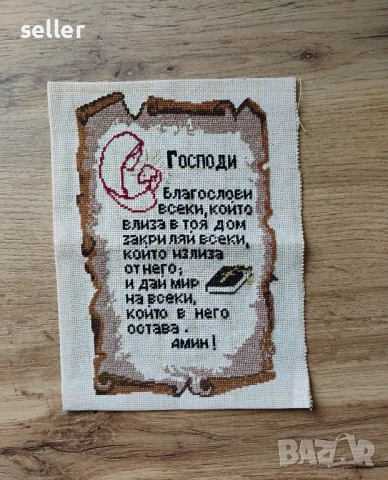 seller
Господи
Благослови
всеки, който
влиза в тоя дом
закриляй всеки,
който излиза
от него;
и дай мир
на всеки,
който в него
остава.
Амин!
BAZAR